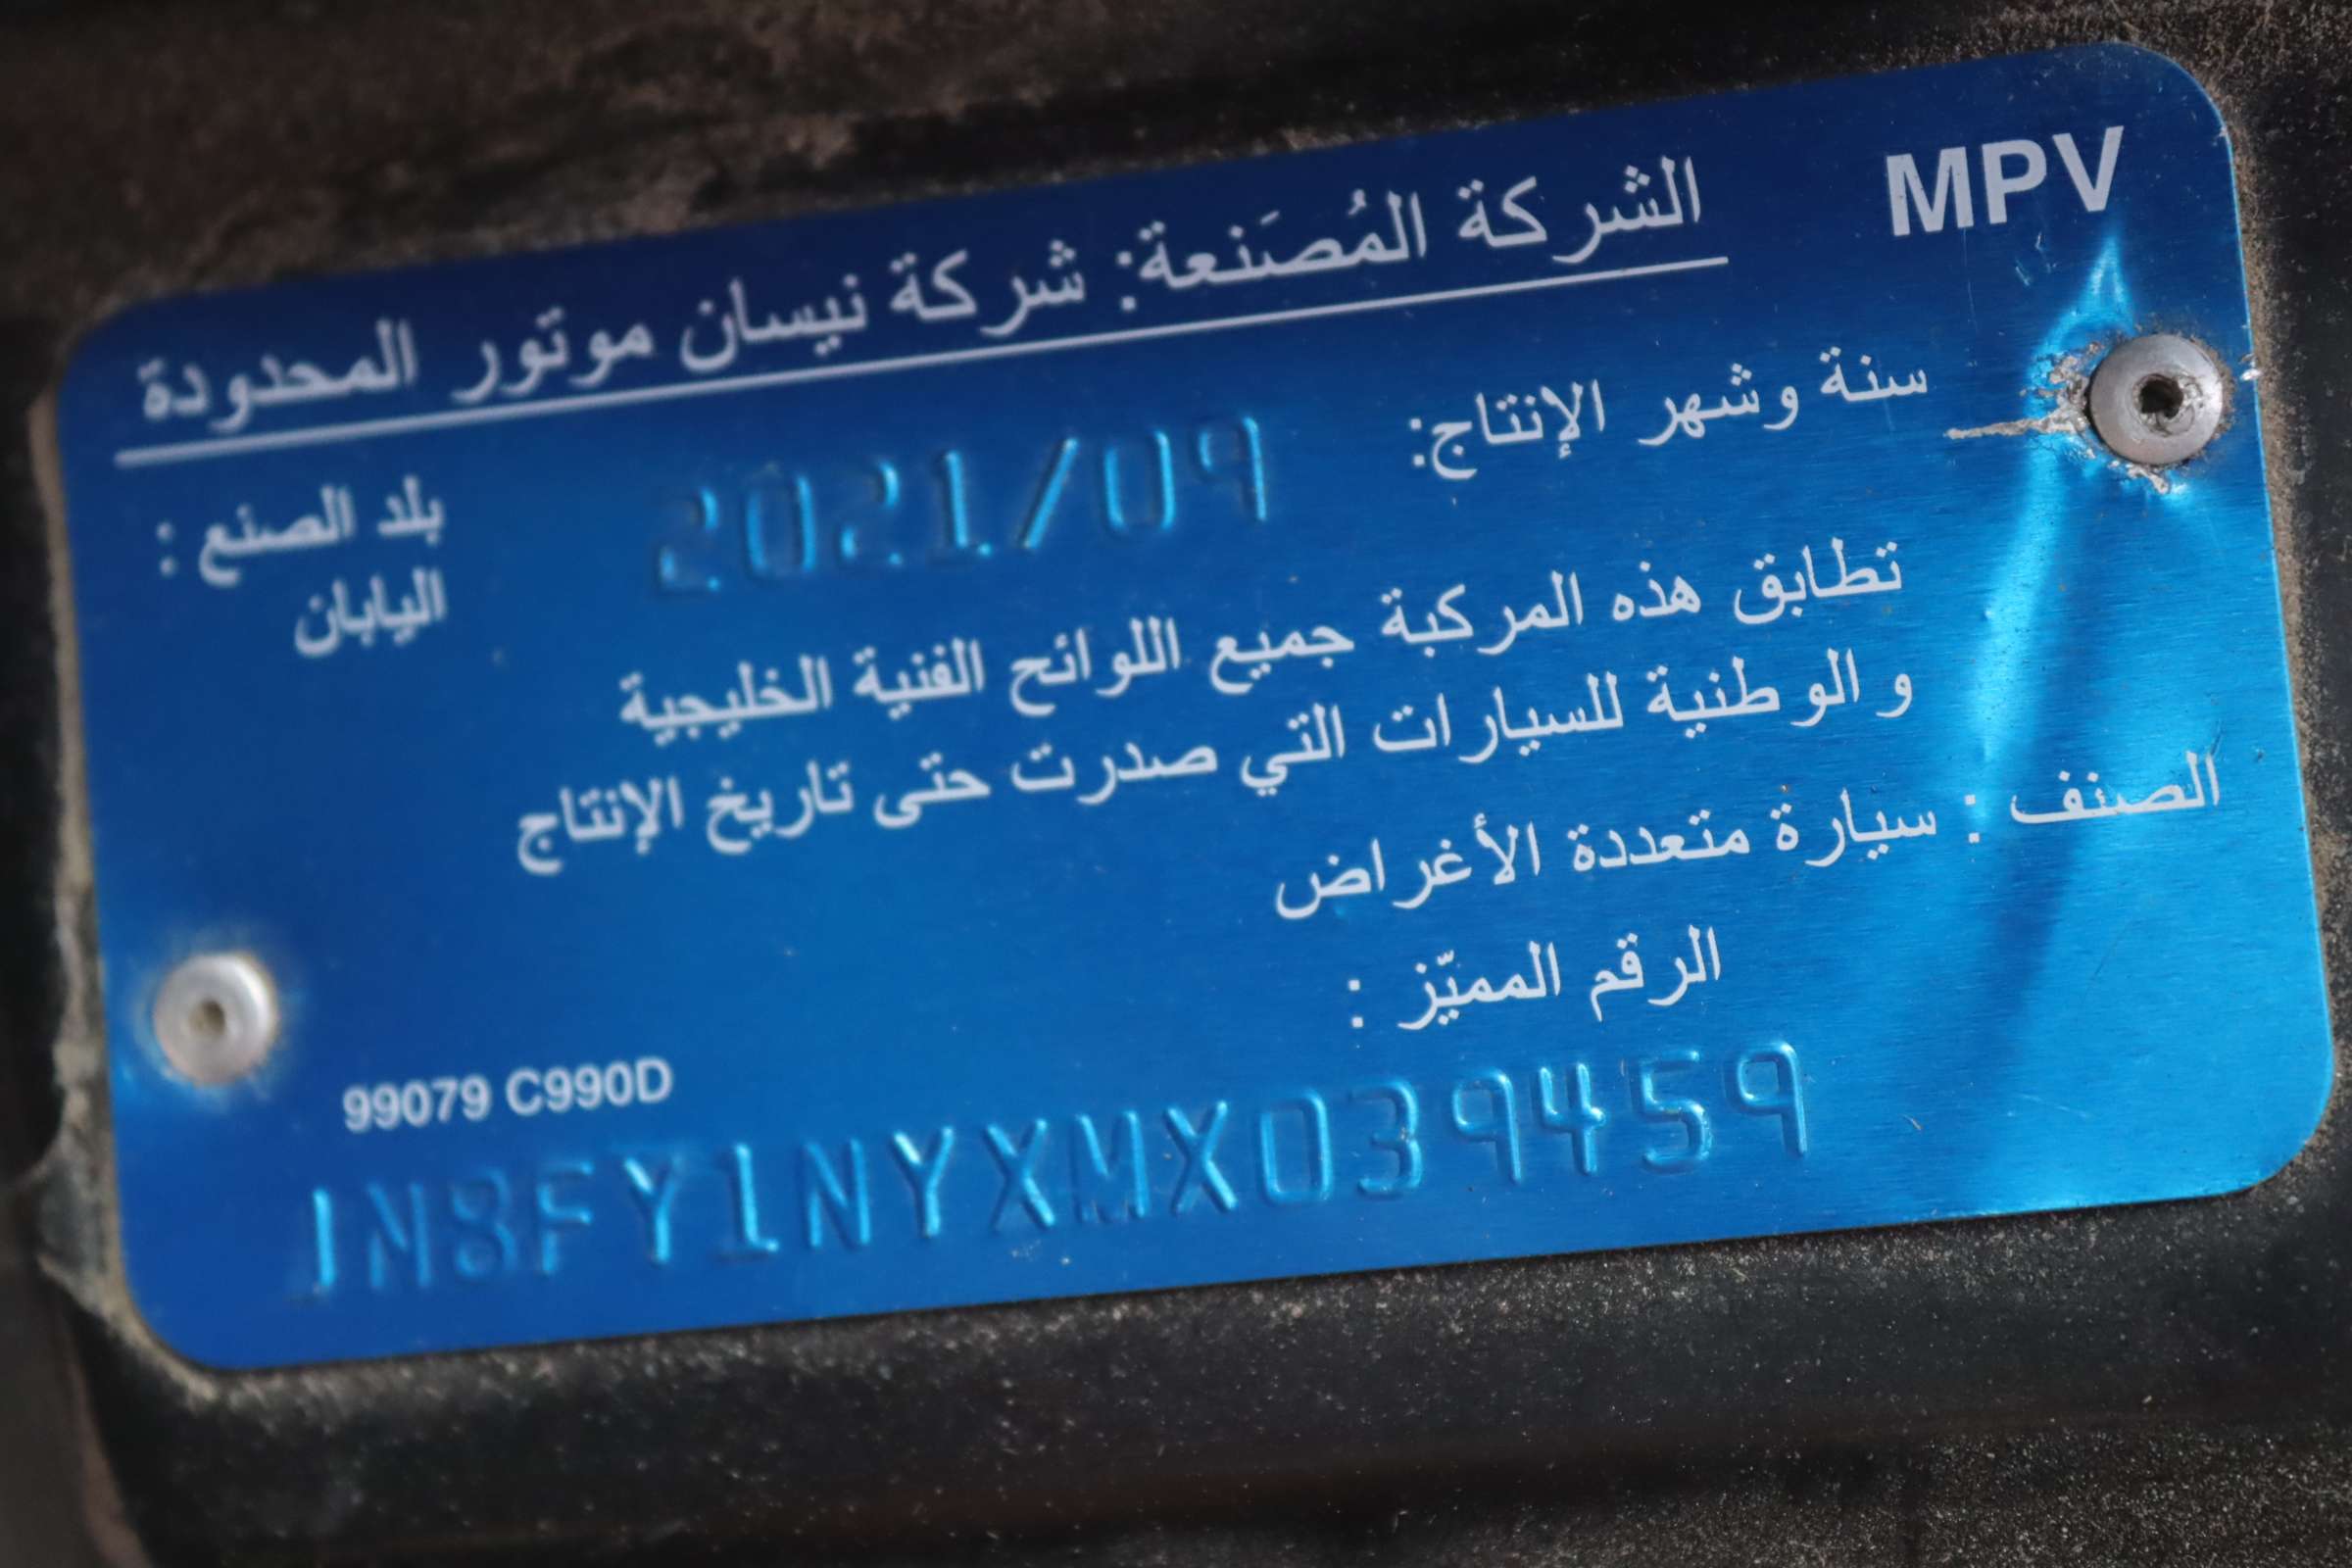 MPV
الشركة المُصَنعة: شركة نيسان موتور المحدودة
سنة وشهر الإنتاج: 2021/09
بلد الصنع :
اليابان
تطابق هذه المركبة جميع اللوائح الفنية الخليجية
و الوطنية للسيارات التي صدرت حتى تاريخ الإنتاج
الصنف : سيارة متعددة الأغراض
الرقم المميّز :
99079 C990D
JN8FY1NYXMX039459